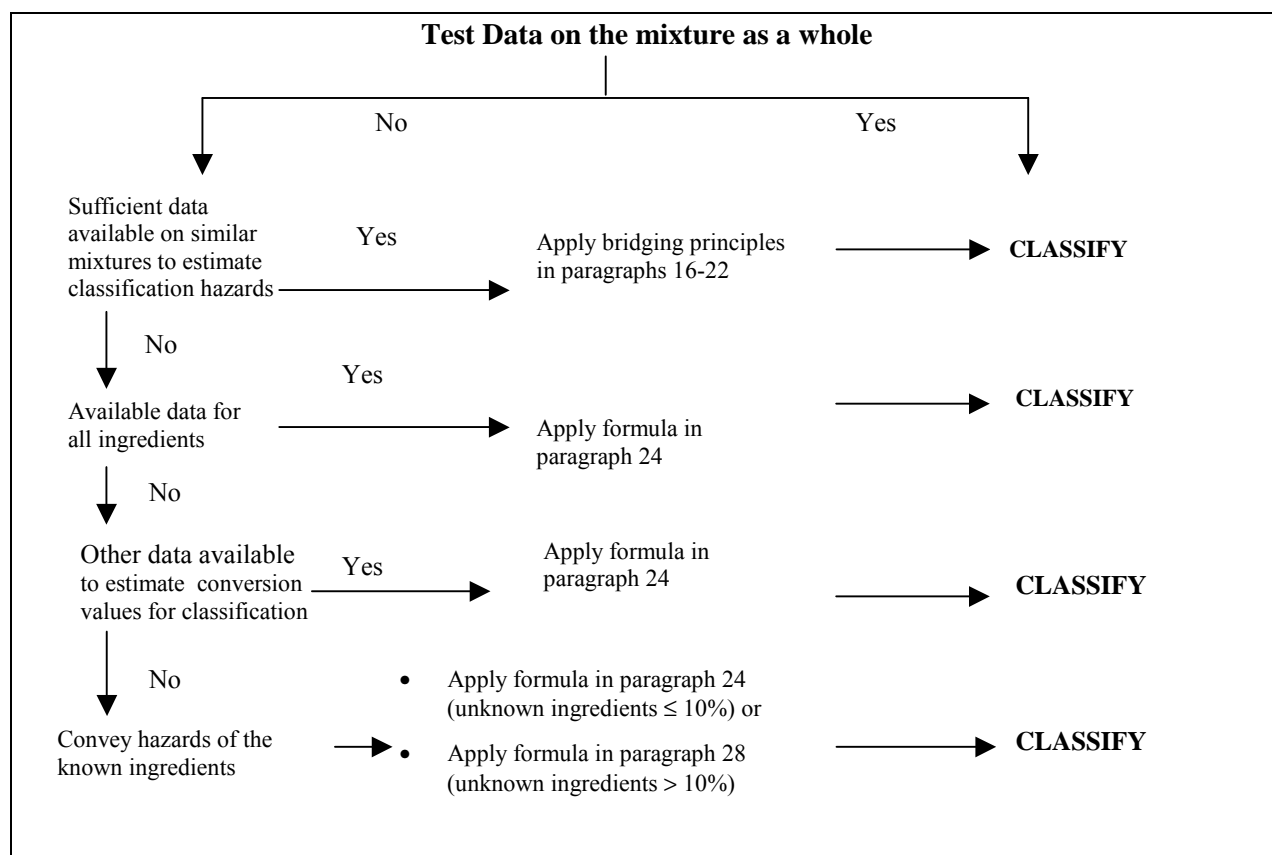 Test Data on the mixture as a whole
No
Yes
Sufficient data
available on similar
mixtures to estimate
classification hazards
Yes
Apply bridging principles
in paragraphs 16-22
CLASSIFY
No
Available data for
all ingredients
Yes
Apply formula in
paragraph 24
CLASSIFY
No
Other data available
to estimate conversion
values for classification
Yes
Apply formula in
paragraph 24
CLASSIFY
No
Convey hazards of the
known ingredients
• Apply formula in paragraph 24
(unknown ingredients ≤ 10%) or
• Apply formula in paragraph 28
(unknown ingredients > 10%)
CLASSIFY